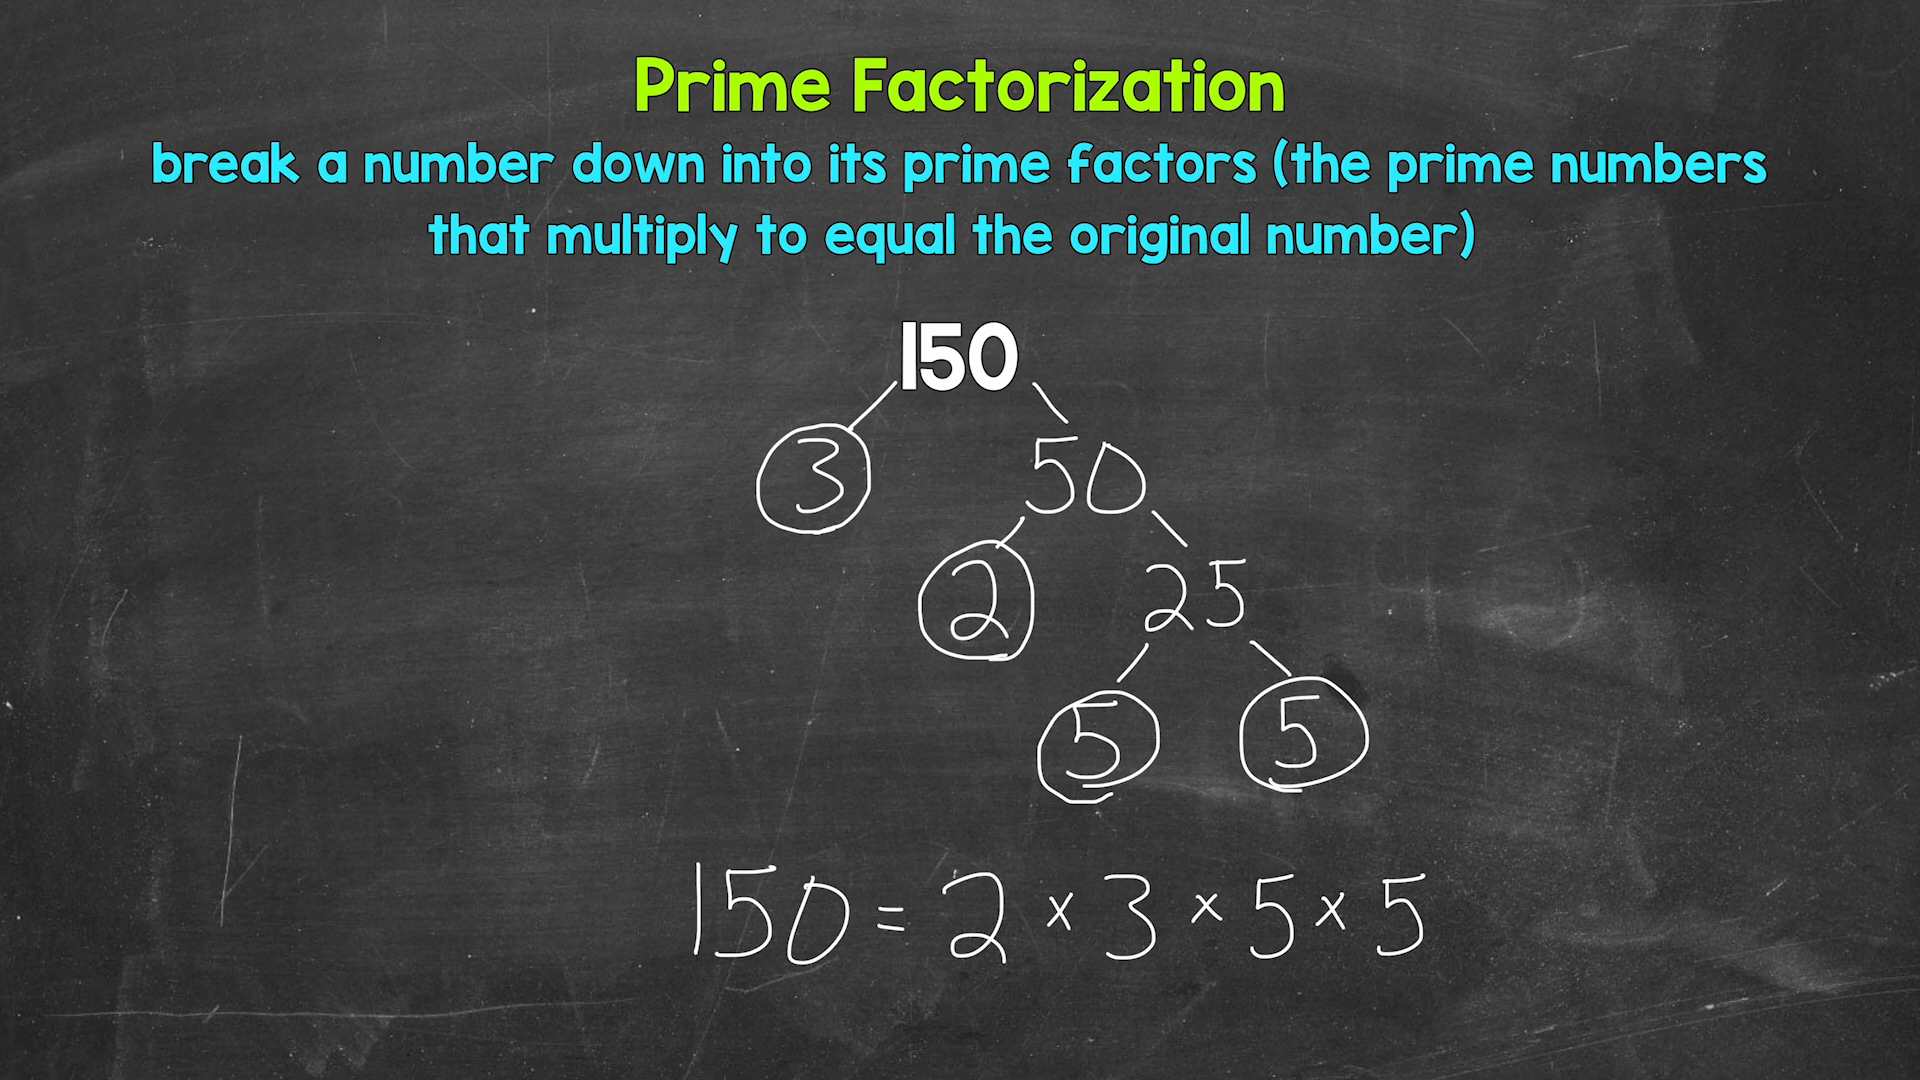 Prime Factorization
break a number down into its prime factors (the prime numbers
that multiply to equal the original number)
150
3 50
2 25
5 5
150 = 2 x 3 x 5 x 5